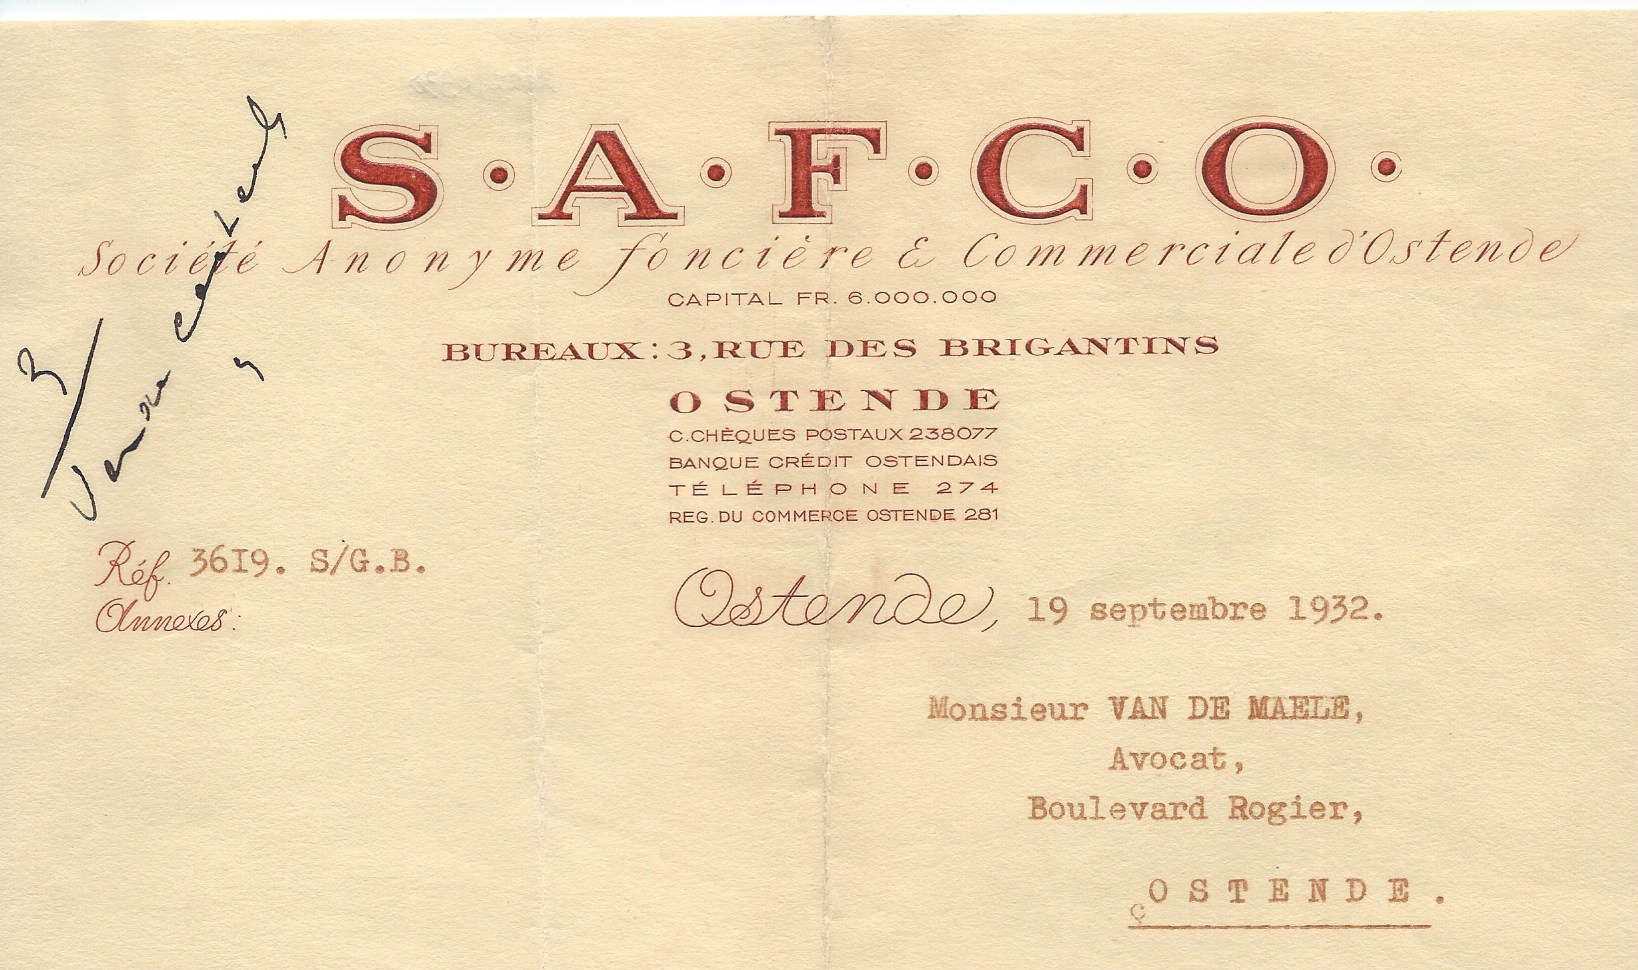 S·A·F·C·O·
Société Anonyme foncière & Commerciale d'Ostende
CAPITAL FR. 6.000.000
BUREAUX: 3, RUE DES BRIGANTINS
OSTENDE
C. CHÈQUES POSTAUX 238077
BANQUE CRÉDIT OSTENDAIS
TÉLÉPHONE 274
REG. DU COMMERCE OSTENDE 281
Réf. 3619. S/G.B.
Annexes:
Ostende, 19 septembre 1932.
Monsieur VAN DE MAELE,
Avocat,
Boulevard Rogier,
OSTENDE.